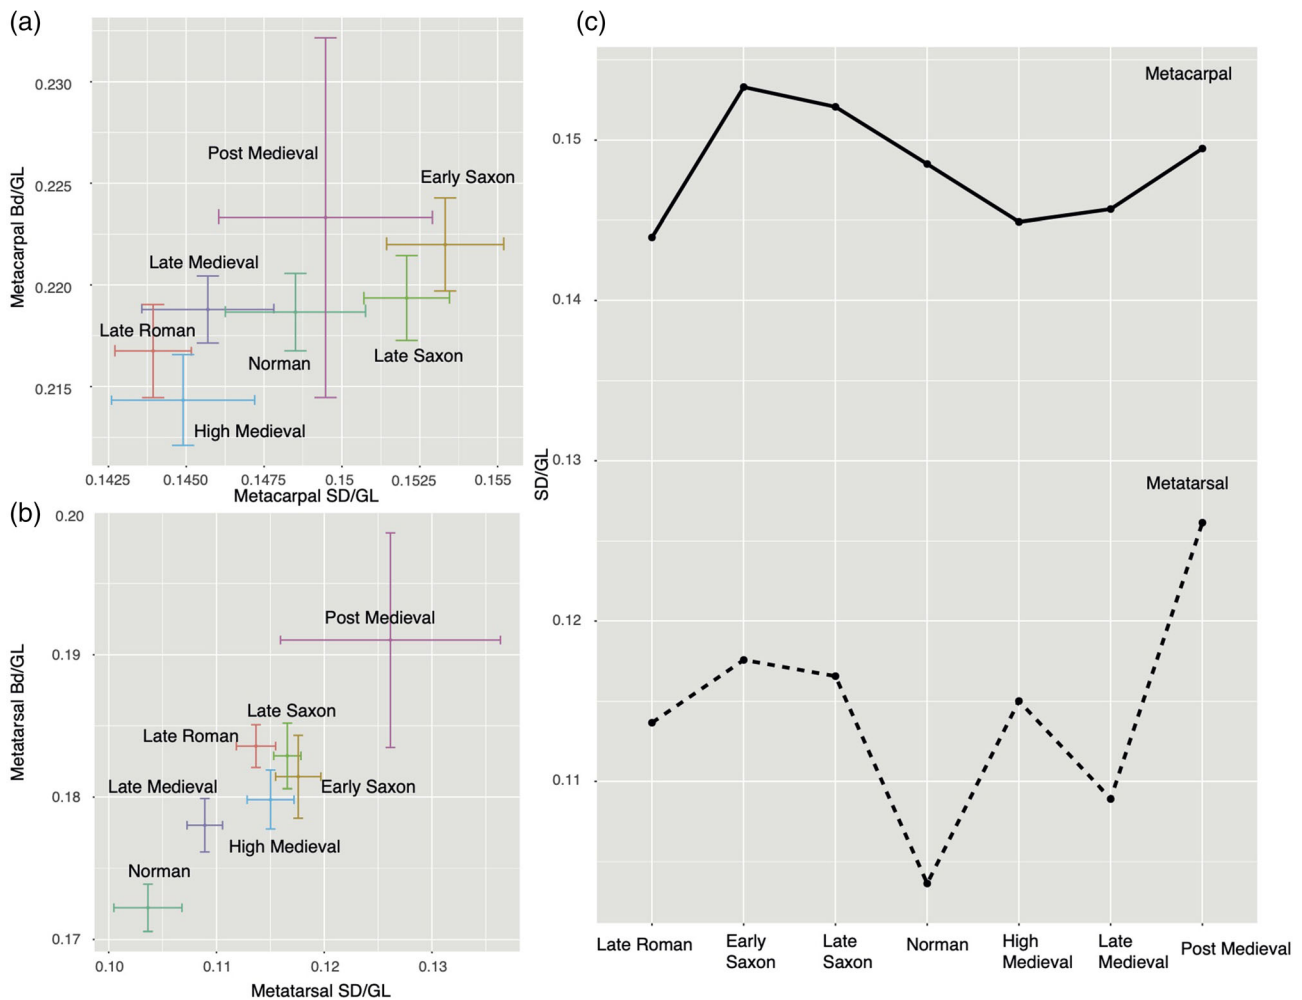 (a)
0.230
0.225
0.220
0.215
Metacarpal Bd/GL
Post Medieval
Early Saxon
Late Medieval
Late Roman
Norman
Late Saxon
High Medieval
0.1425
0.1450
0.1475
0.15
0.1525
0.155
Metacarpal SD/GL
(b)
0.20
0.19
0.18
0.17
Metatarsal Bd/GL
Post Medieval
Late Saxon
Late Roman
Late Medieval
Early Saxon
High Medieval
Norman
0.10
0.11
0.12
0.13
Metatarsal SD/GL
(c)
Metacarpal
0.15
0.14
0.13
0.12
0.11
SD/GL
Metatarsal
Late Roman
Early
Saxon
Late
Saxon
Norman
High
Medieval
Late
Medieval
Post Medieval